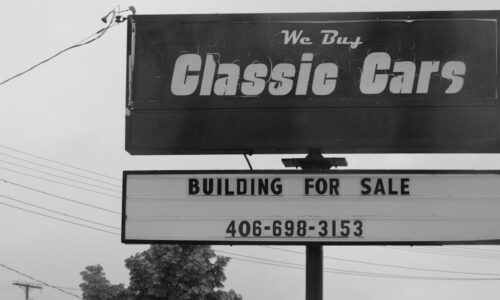 We Buy
Classic Cars
BUILDING FOR SALE
406-698-3153